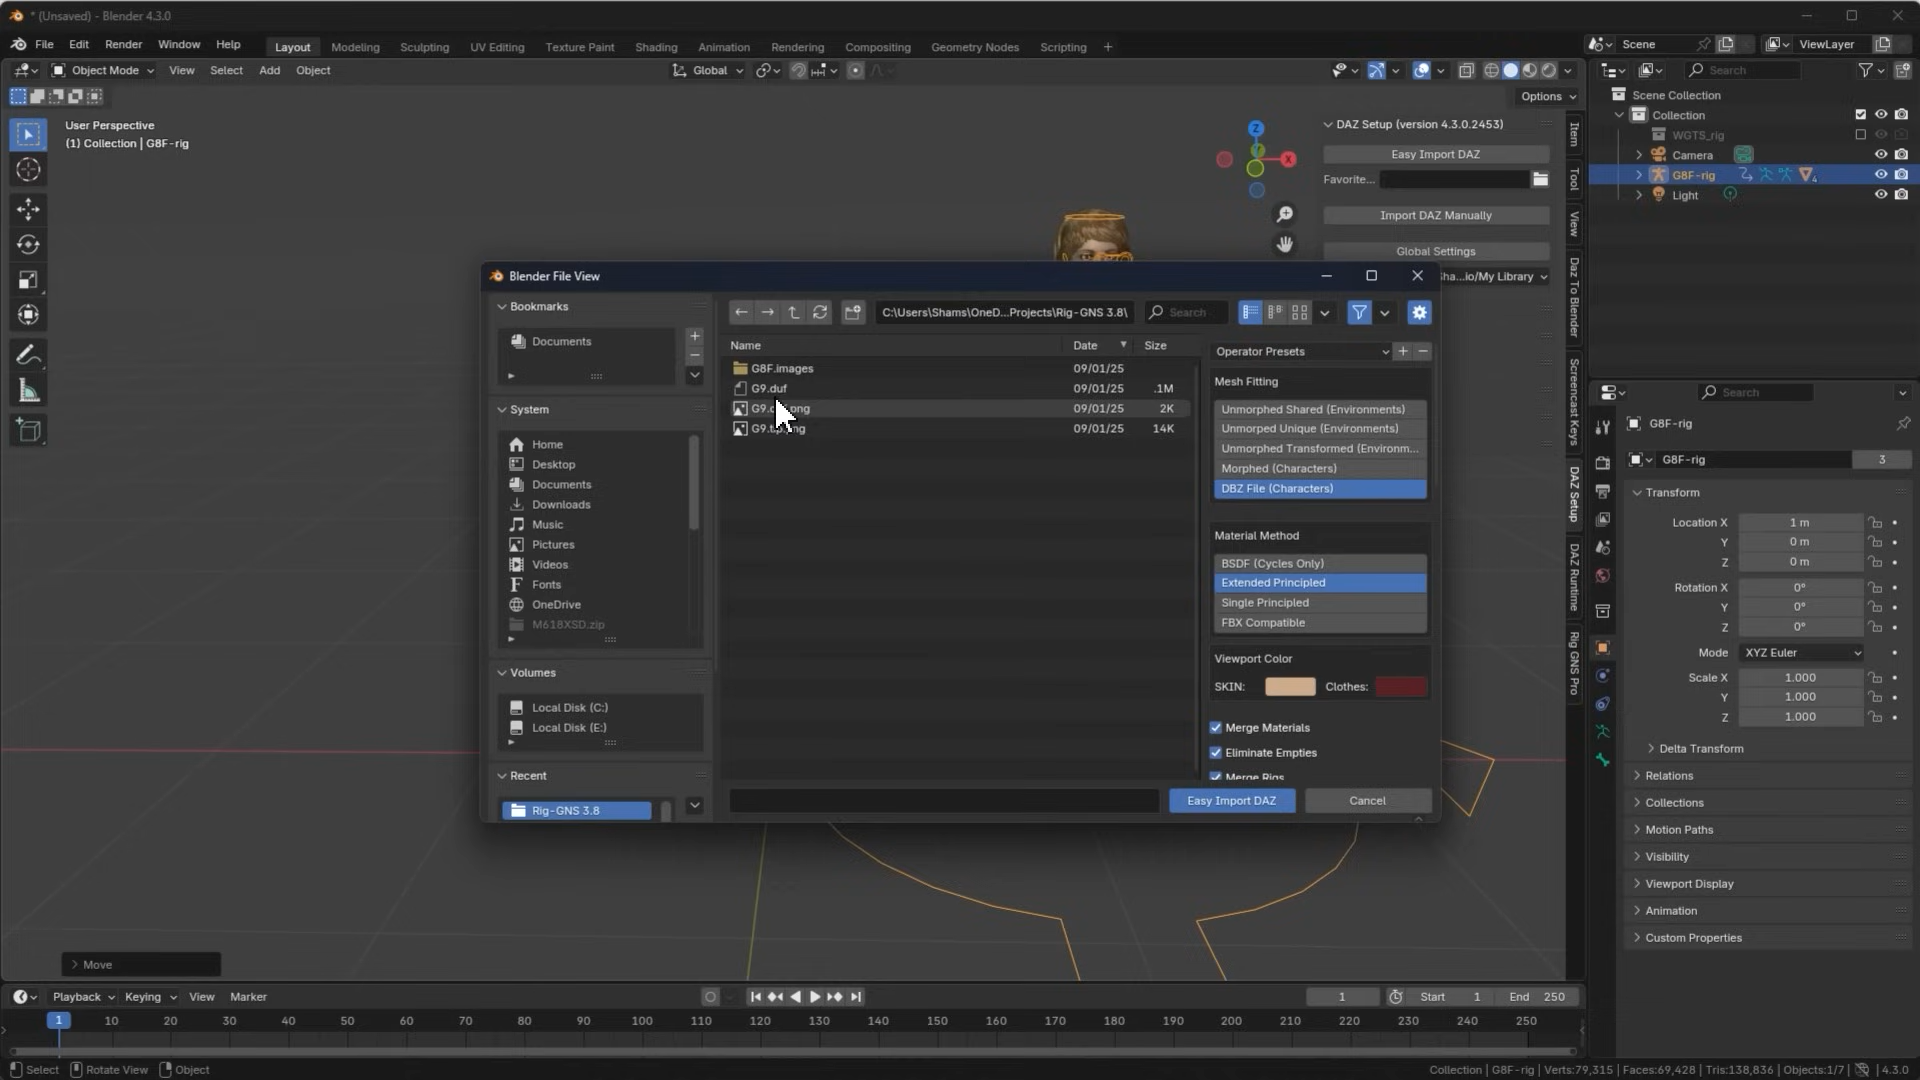 * (Unsaved) - Blender 4.3.0
File Edit Render Window Help Layout Modeling Sculpting UV Editing Texture Paint Shading Animation Rendering Compositing Geometry Nodes Scripting + Scene ViewLayer
Object Mode View Select Add Object Global Search
Options
User Perspective
(1) Collection | G8F-rig
Z
X
DAZ Setup (version 4.3.0.2453)
Easy Import DAZ
Favorite...
Import DAZ Manually
Global Settings
Sha...io/My Library
Item
Tool
View
Daz To Blender
Screencast Keys
DAZ Setup
DAZ Runtime
Rig GNS Pro
Scene Collection
Collection
WGTS_rig
Camera
G8F-rig
4
Light
Blender File View
Bookmarks
Documents
System
Home
Desktop
Documents
Downloads
Music
Pictures
Videos
Fonts
OneDrive
M618XSD.zip
Volumes
Local Disk (C:)
Local Disk (E:)
Recent
Rig-GNS 3.8
C:\Users\Shams\OneD...Projects\Rig-GNS 3.8\ Search
Name Date Size
G8F.images 09/01/25
G9.duf 09/01/25 .1M
09/01/25 2K
09/01/25 14K
Operator Presets
Mesh Fitting
Unmorphed Shared (Environments)
Unmorped Unique (Environments)
Unmorphed Transformed (Environm...
Morphed (Characters)
DBZ File (Characters)
Material Method
BSDF (Cycles Only)
Extended Principled
Single Principled
FBX Compatible
Viewport Color
SKIN: Clothes:
Merge Materials
Eliminate Empties
Merge Rigs
Easy Import DAZ Cancel
Search
G8F-rig
G8F-rig 3
Transform
Location X 1 m
Y 0 m
Z 0 m
Rotation X 0°
Y 0°
Z 0°
Mode XYZ Euler
Scale X 1.000
Y 1.000
Z 1.000
Delta Transform
Relations
Collections
Motion Paths
Visibility
Viewport Display
Animation
Custom Properties
Move
Playback Keying View Marker 1 Start 1 End 250
1 10 20 30 40 50 60 70 80 90 100 110 120 130 140 150 160 170 180 190 200 210 220 230 240 250
Select Rotate View Object Collection | G8F-rig | Verts:79,315 | Faces:69,428 | Tris:138,836 | Objects:1/7 | 4.3.0